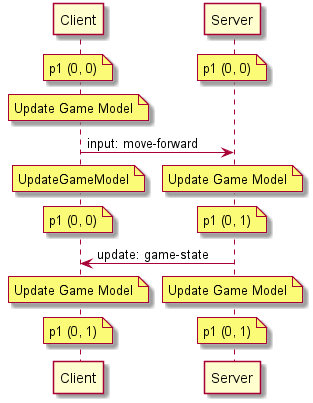 Client Server
p1 (0, 0) p1 (0, 0)
Update Game Model
input: move-forward
UpdateGameModel Update Game Model
p1 (0, 0) p1 (0, 1)
update: game-state
Update Game Model Update Game Model
p1 (0, 1) p1 (0, 1)
Client Server